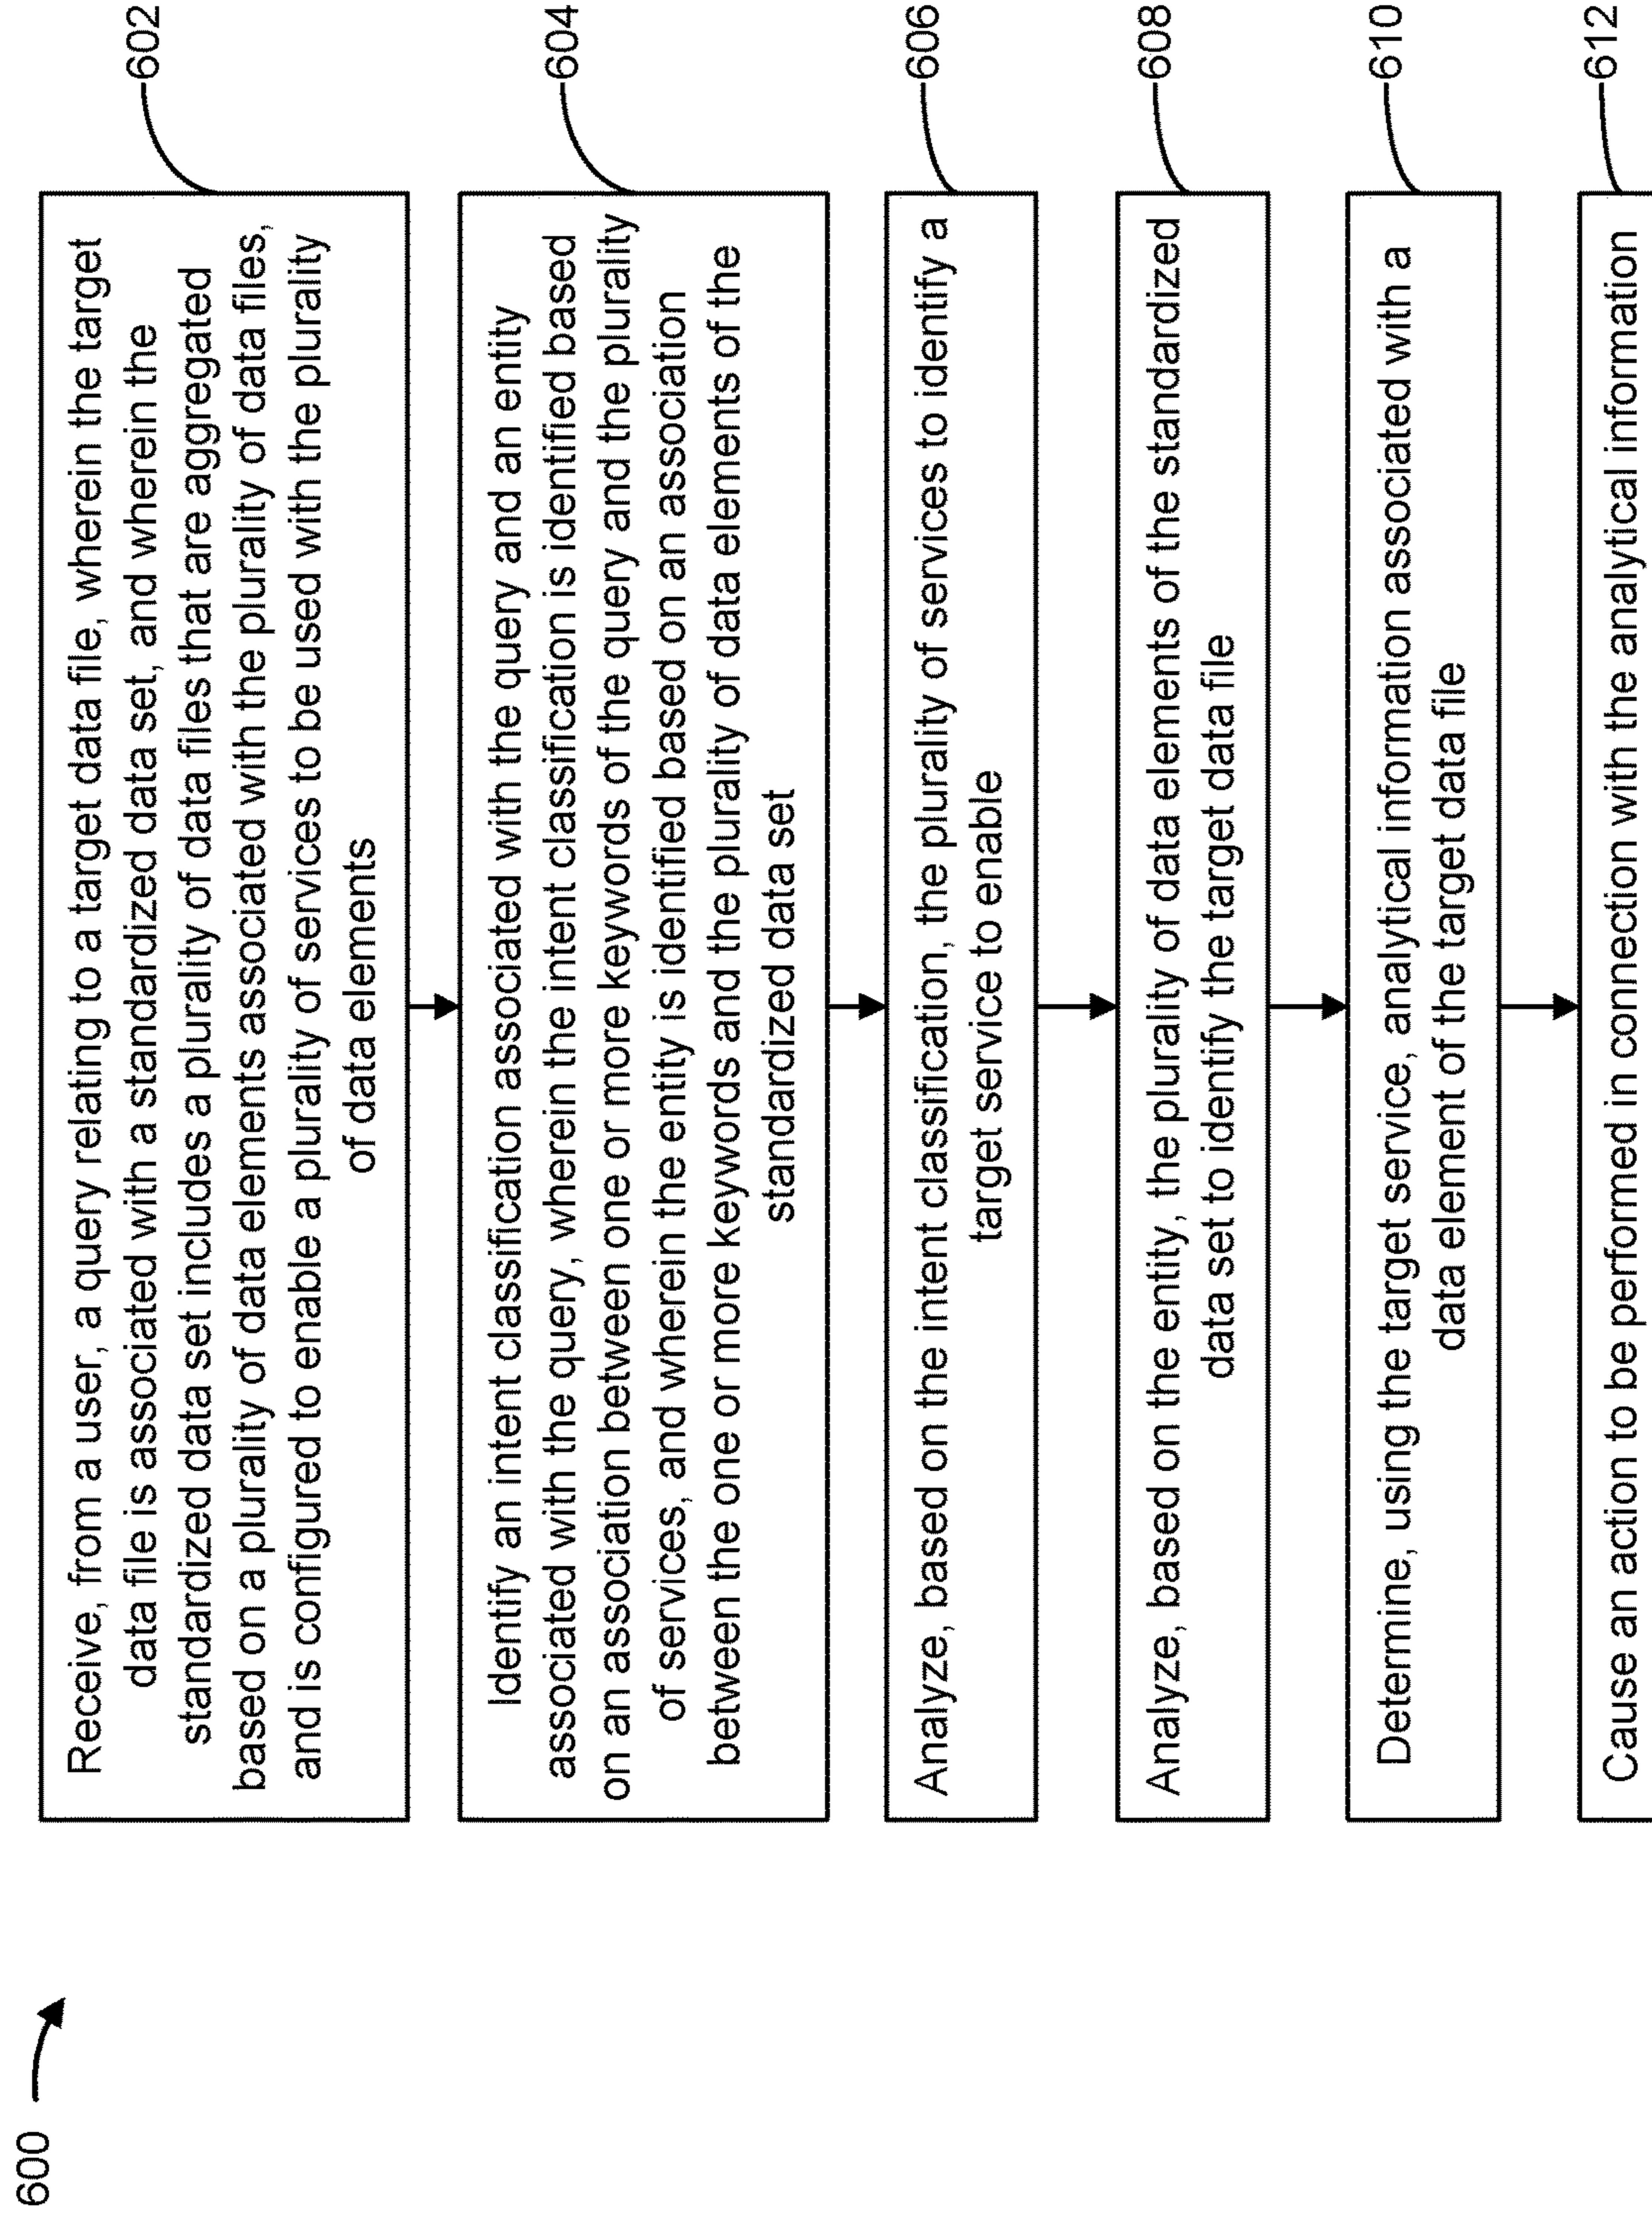 600
Receive, from a user, a query relating to a target data file, wherein the target
data file is associated with a standardized data set, and wherein the
standardized data set includes a plurality of data files that are aggregated
based on a plurality of data elements associated with the plurality of data files,
and is configured to enable a plurality of services to be used with the plurality
of data elements
602
Identify an intent classification associated with the query and an entity
associated with the query, wherein the intent classification is identified based
on an association between one or more keywords of the query and the plurality
of services, and wherein the entity is identified based on an association
between the one or more keywords and the plurality of data elements of the
standardized data set
604
Analyze, based on the intent classification, the plurality of services to identify a
target service to enable
606
Analyze, based on the entity, the plurality of data elements of the standardized
data set to identify the target data file
608
Determine, using the target service, analytical information associated with a
data element of the target data file
610
Cause an action to be performed in connection with the analytical information
612